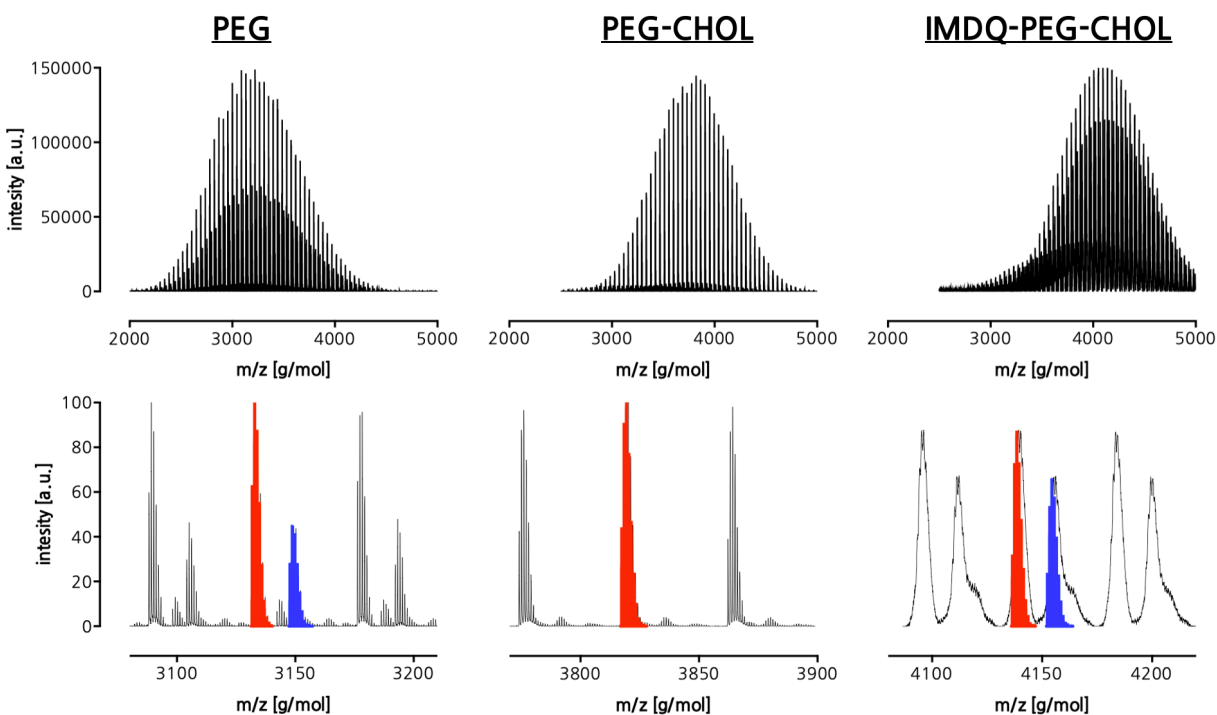 PEG
PEG-CHOL
IMDQ-PEG-CHOL
intesity [a.u.]
150000
100000
50000
0
2000 3000 4000 5000
m/z [g/mol]
2000 3000 4000 5000
m/z [g/mol]
2000 3000 4000 5000
m/z [g/mol]
intesity [a.u.]
100
80
60
40
20
0
3100 3150 3200
m/z [g/mol]
3800 3850 3900
m/z [g/mol]
4100 4150 4200
m/z [g/mol]